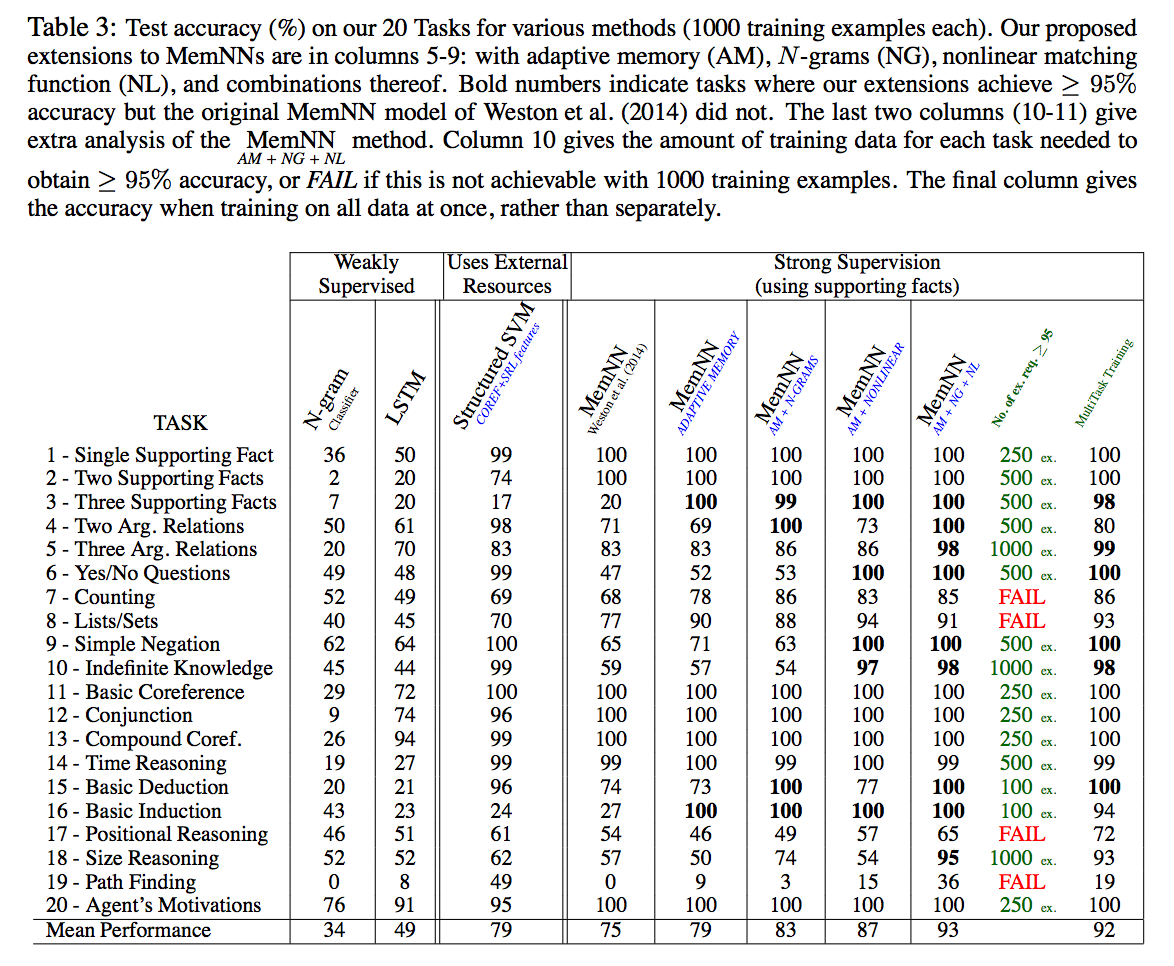 Table 3: Test accuracy (%) on our 20 Tasks for various methods (1000 training examples each). Our proposed
extensions to MemNNs are in columns 5-9: with adaptive memory (AM), N-grams (NG), nonlinear matching
function (NL), and combinations thereof. Bold numbers indicate tasks where our extensions achieve ≥ 95%
accuracy but the original MemNN model of Weston et al. (2014) did not. The last two columns (10-11) give
extra analysis of the MemNN method. Column 10 gives the amount of training data for each task needed to
AM + NG + NL
obtain ≥ 95% accuracy, or FAIL if this is not achievable with 1000 training examples. The final column gives
the accuracy when training on all data at once, rather than separately.
Weakly Uses External Strong Supervision
Supervised Resources (using supporting facts)
TASK
N-gram
Classifier
LSTM
Structured SVM
COREF+SRL features
MemNN
Weston et al. (2014)
MemNN
ADAPTIVE MEMORY
MemNN
AM + N-GRAMS
MemNN
AM + NONLINEAR
MemNN
AM + NG + NL
No. of ex. req. ≥ 95
MultiTask Training
1 - Single Supporting Fact 36 50 99 100 100 100 100 100 250 ex. 100
2 - Two Supporting Facts 2 20 74 100 100 100 100 100 500 ex. 100
3 - Three Supporting Facts 7 20 17 20 100 99 100 100 500 ex. 98
4 - Two Arg. Relations 50 61 98 71 69 100 73 100 500 ex. 80
5 - Three Arg. Relations 20 70 83 83 83 86 86 98 1000 ex. 99
6 - Yes/No Questions 49 48 99 47 52 53 100 100 500 ex. 100
7 - Counting 52 49 69 68 78 86 83 85 FAIL 86
8 - Lists/Sets 40 45 70 77 90 88 94 91 FAIL 93
9 - Simple Negation 62 64 100 65 71 63 100 100 500 ex. 100
10 - Indefinite Knowledge 45 44 99 59 57 54 97 98 1000 ex. 98
11 - Basic Coreference 29 72 100 100 100 100 100 100 250 ex. 100
12 - Conjunction 9 74 96 100 100 100 100 100 250 ex. 100
13 - Compound Coref. 26 94 99 100 100 100 100 100 250 ex. 100
14 - Time Reasoning 19 27 99 99 100 99 100 99 500 ex. 99
15 - Basic Deduction 20 21 96 74 73 100 77 100 100 ex. 100
16 - Basic Induction 43 23 24 27 100 100 100 100 100 ex. 94
17 - Positional Reasoning 46 51 61 54 46 49 57 65 FAIL 72
18 - Size Reasoning 52 52 62 57 50 74 54 95 1000 ex. 93
19 - Path Finding 0 8 49 0 9 3 15 36 FAIL 19
20 - Agent's Motivations 76 91 95 100 100 100 100 100 250 ex. 100
Mean Performance 34 49 79 75 79 83 87 93 92